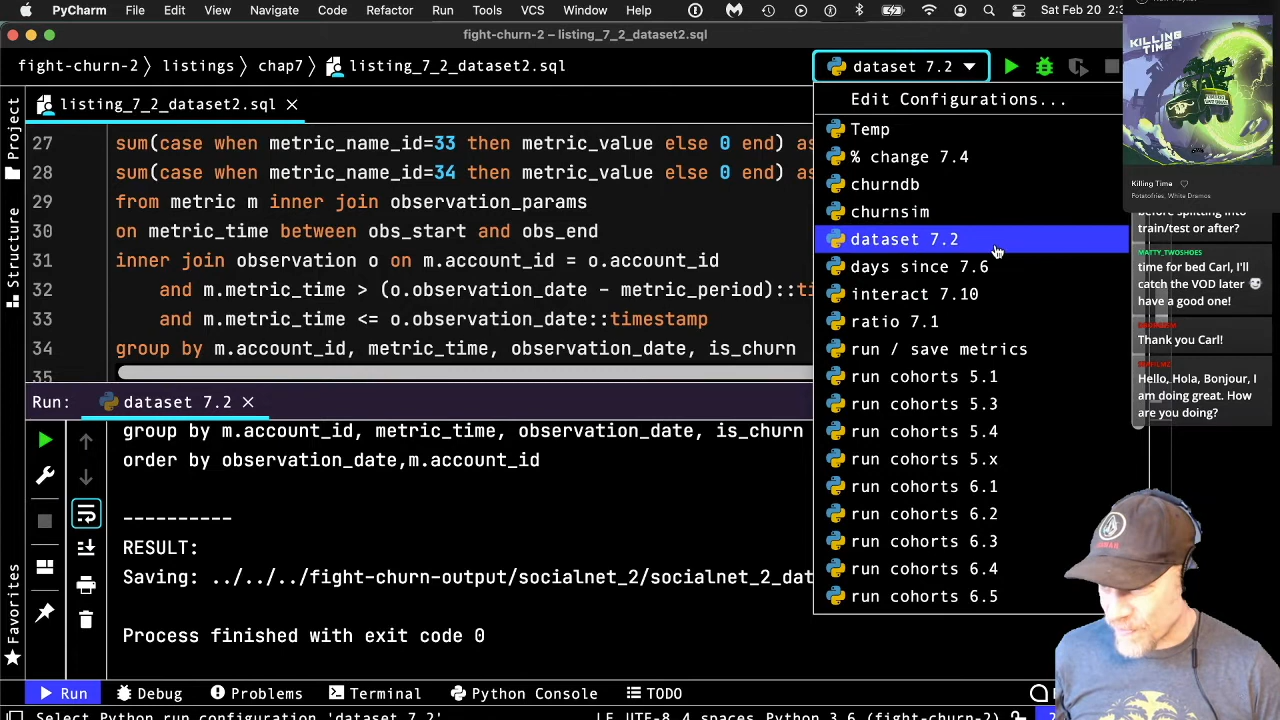 PyCharm File Edit View Navigate Code Refactor Run Tools VCS Window Help
Sat Feb 20
fight-churn-2 – listing_7_2_dataset2.sql
fight-churn-2 listings chap7 listing_7_2_dataset2.sql
dataset 7.2
listing_7_2_dataset2.sql
Project
Structure
Favorites
27 sum(case when metric_name_id=33 then metric_value else 0 end) as
28 sum(case when metric_name_id=34 then metric_value else 0 end) as
29 from metric m inner join observation_params
30 on metric_time between obs_start and obs_end
31 inner join observation o on m.account_id = o.account_id
32 and m.metric_time > (o.observation_date - metric_period)::ti
33 and m.metric_time <= o.observation_date::timestamp
34 group by m.account_id, metric_time, observation_date, is_churn
35
Edit Configurations...
Temp
% change 7.4
churndb
churnsim
dataset 7.2
days since 7.6
interact 7.10
ratio 7.1
run / save metrics
run cohorts 5.1
run cohorts 5.3
run cohorts 5.4
run cohorts 5.x
run cohorts 6.1
run cohorts 6.2
run cohorts 6.3
run cohorts 6.4
run cohorts 6.5
Run: dataset 7.2
group by m.account_id, metric_time, observation_date, is_churn
order by observation_date,m.account_id
----------
RESULT:
Saving: ../../../fight-churn-output/socialnet_2/socialnet_2_dat
Process finished with exit code 0
Run Debug Problems Terminal Python Console TODO
Select Python run configuration 'dataset 7.2'
LF UTF-8 4 spaces Python 3.6 (fight-churn-2)
KILLING TIME
Killing Time
Potatofries, White Dramos
before splitting into
train/test or after?
MATTY_TWOSHOES
time for bed Carl, I'll
catch the VOD later
have a good one!
Thank you Carl!
Hello, Hola, Bonjour, I
am doing great. How
are you doing?